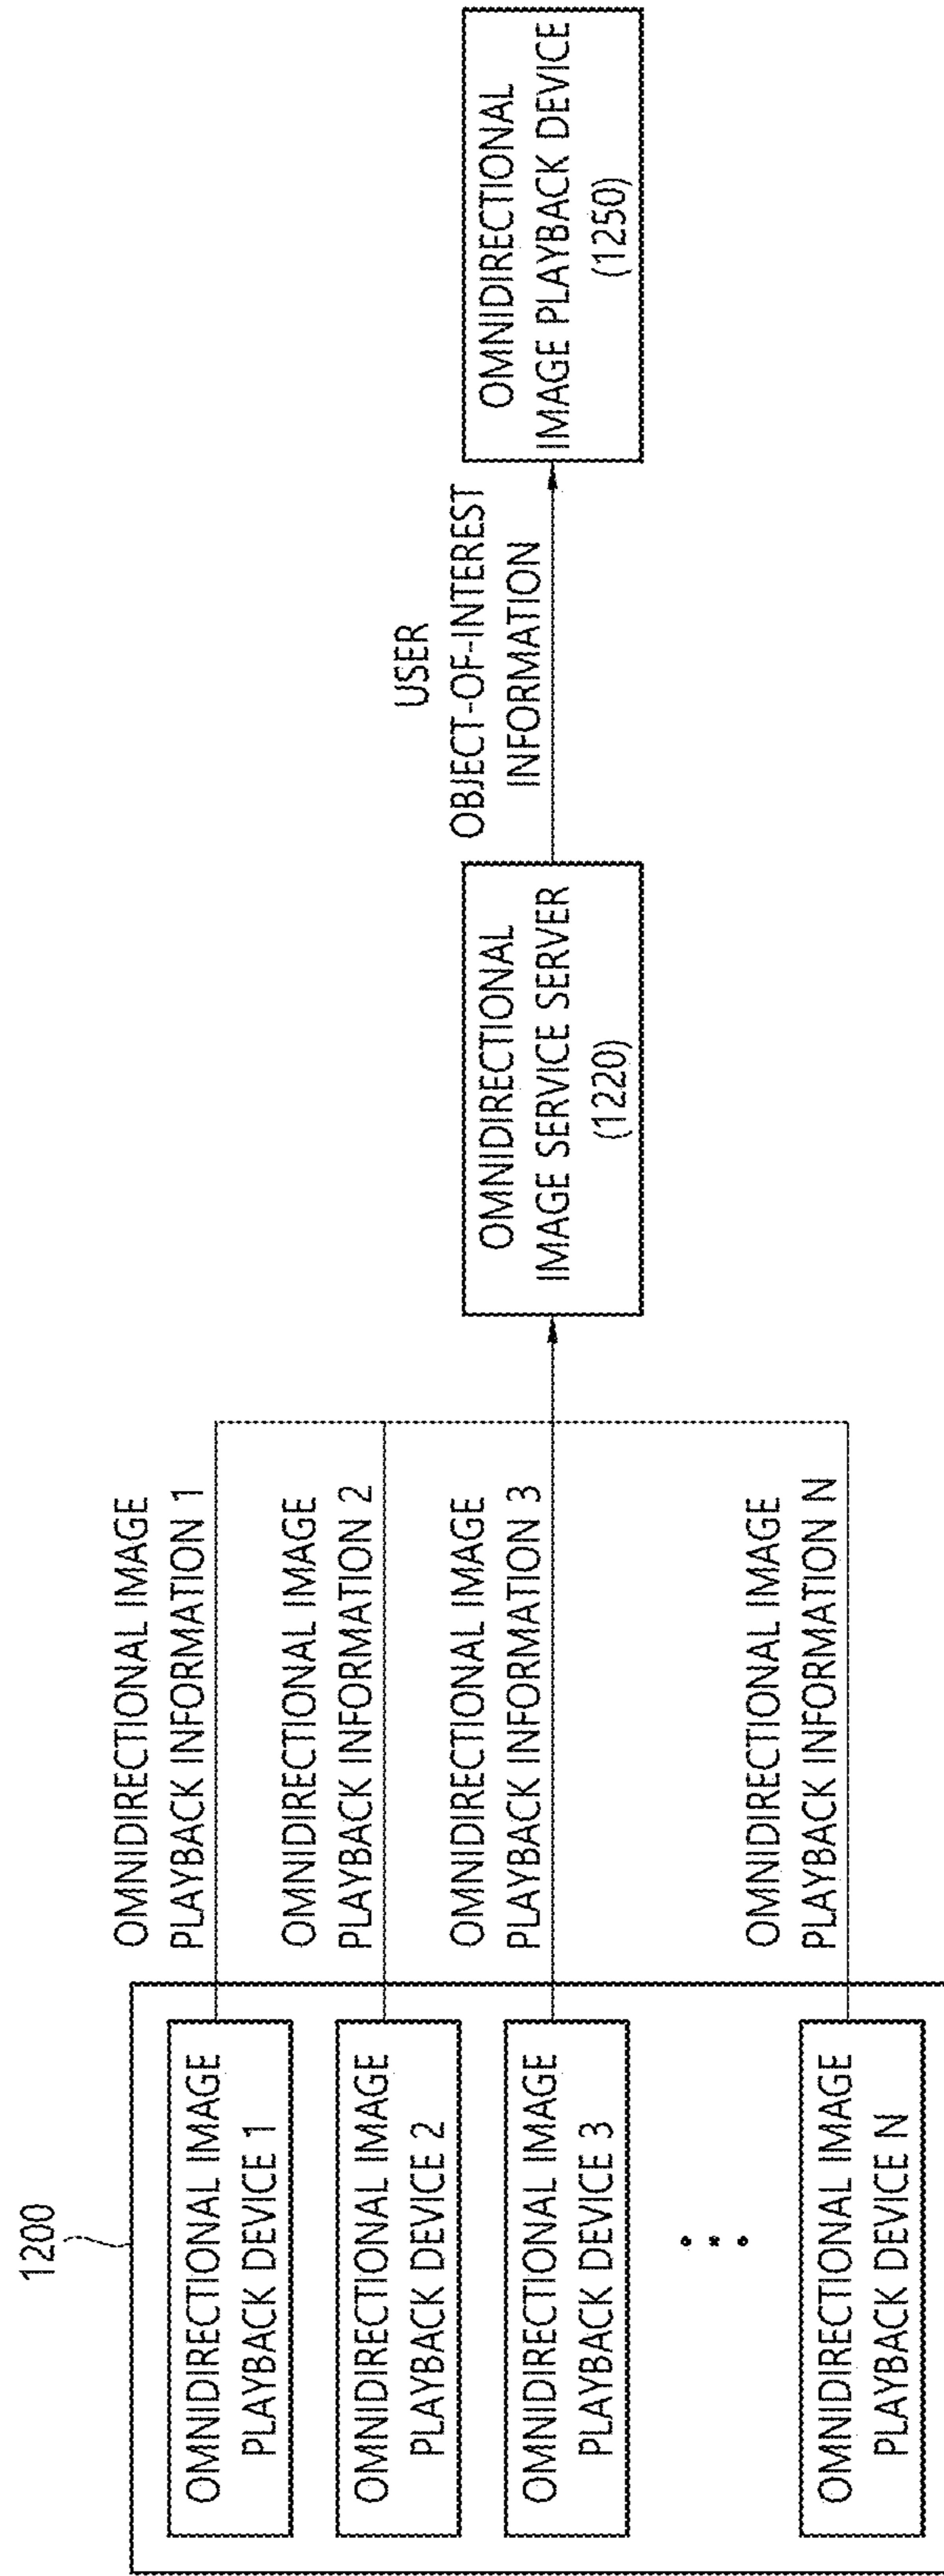 1200
OMNIDIRECTIONAL IMAGE
PLAYBACK DEVICE 1
OMNIDIRECTIONAL IMAGE
PLAYBACK DEVICE 2
OMNIDIRECTIONAL IMAGE
PLAYBACK DEVICE 3
OMNIDIRECTIONAL IMAGE
PLAYBACK DEVICE N
OMNIDIRECTIONAL IMAGE
PLAYBACK INFORMATION 1
OMNIDIRECTIONAL IMAGE
PLAYBACK INFORMATION 2
OMNIDIRECTIONAL IMAGE
PLAYBACK INFORMATION 3
OMNIDIRECTIONAL IMAGE
PLAYBACK INFORMATION N
OMNIDIRECTIONAL
IMAGE SERVICE SERVER
(1220)
USER
OBJECT-OF-INTEREST
INFORMATION
OMNIDIRECTIONAL
IMAGE PLAYBACK DEVICE
(1250)